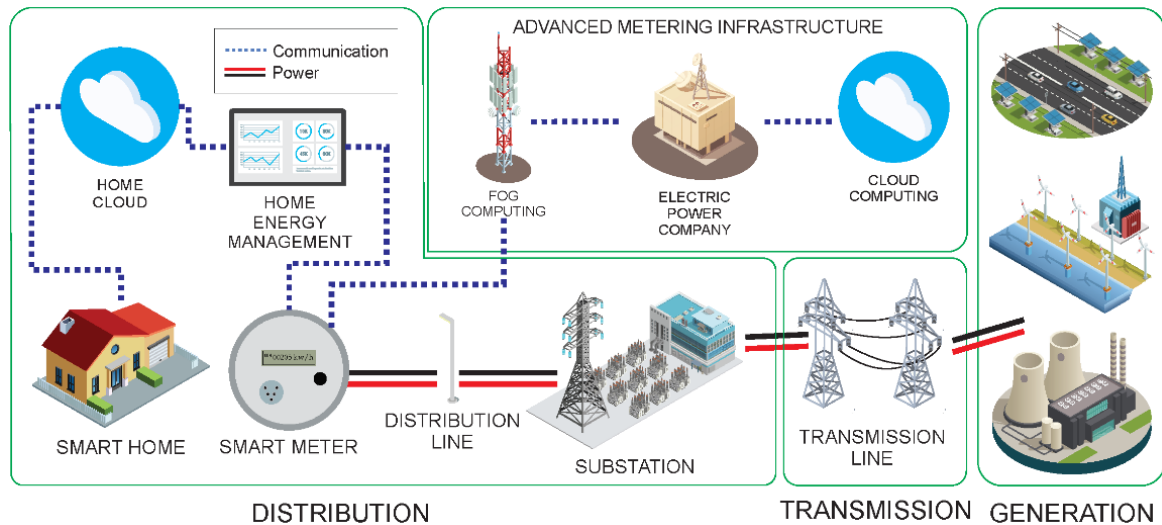 ADVANCED METERING INFRASTRUCTURE
Communication
Power
HOME
CLOUD
HOME
ENERGY
MANAGEMENT
FOG
COMPUTING
ELECTRIC
POWER
COMPANY
CLOUD
COMPUTING
SMART HOME
SMART METER
DISTRIBUTION
LINE
SUBSTATION
TRANSMISSION
LINE
DISTRIBUTION
TRANSMISSION
GENERATION